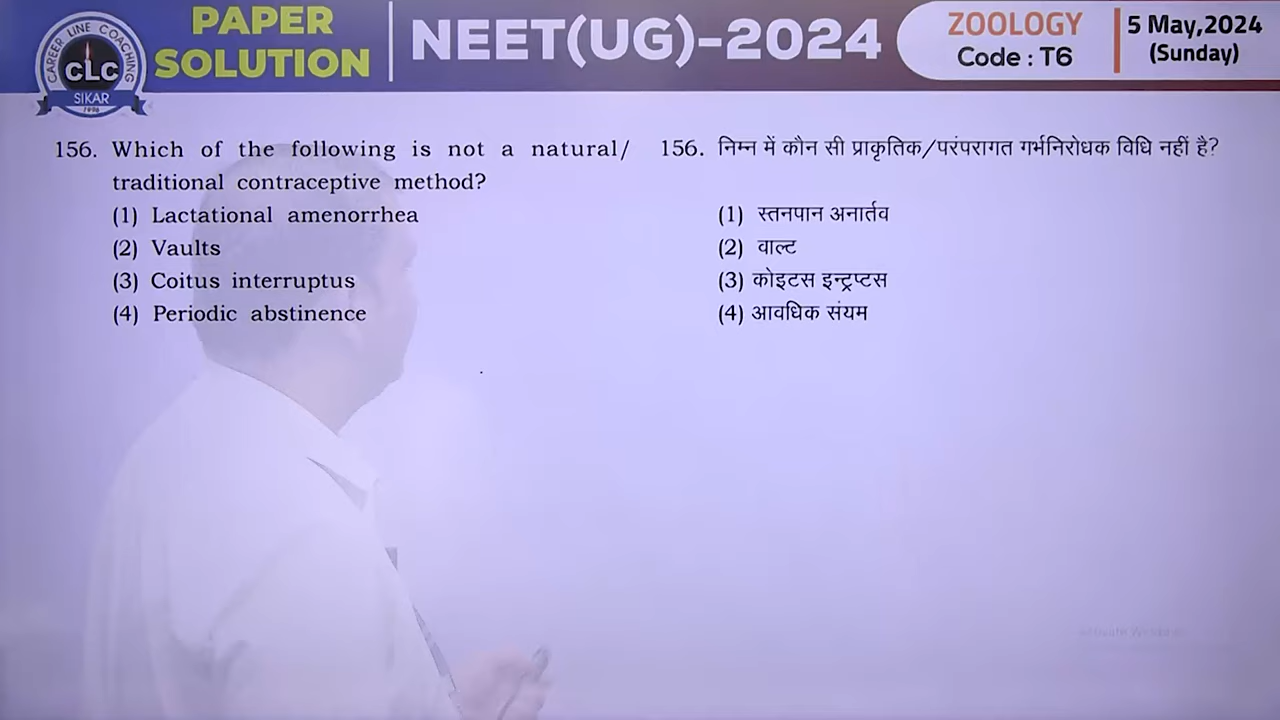 CAREER LINE COACHING
CLC
SIKAR
1996
PAPER
SOLUTION
NEET(UG)-2024
ZOOLOGY
Code : T6
5 May,2024
(Sunday)
156. Which of the following is not a natural/
traditional contraceptive method?
(1) Lactational amenorrhea
(2) Vaults
(3) Coitus interruptus
(4) Periodic abstinence
156. निम्न में कौन सी प्राकृतिक/परंपरागत गर्भनिरोधक विधि नहीं है?
(1) स्तनपान अनार्तव
(2) वाल्ट
(3) कोइटस इन्ट्रप्टस
(4) आवधिक संयम